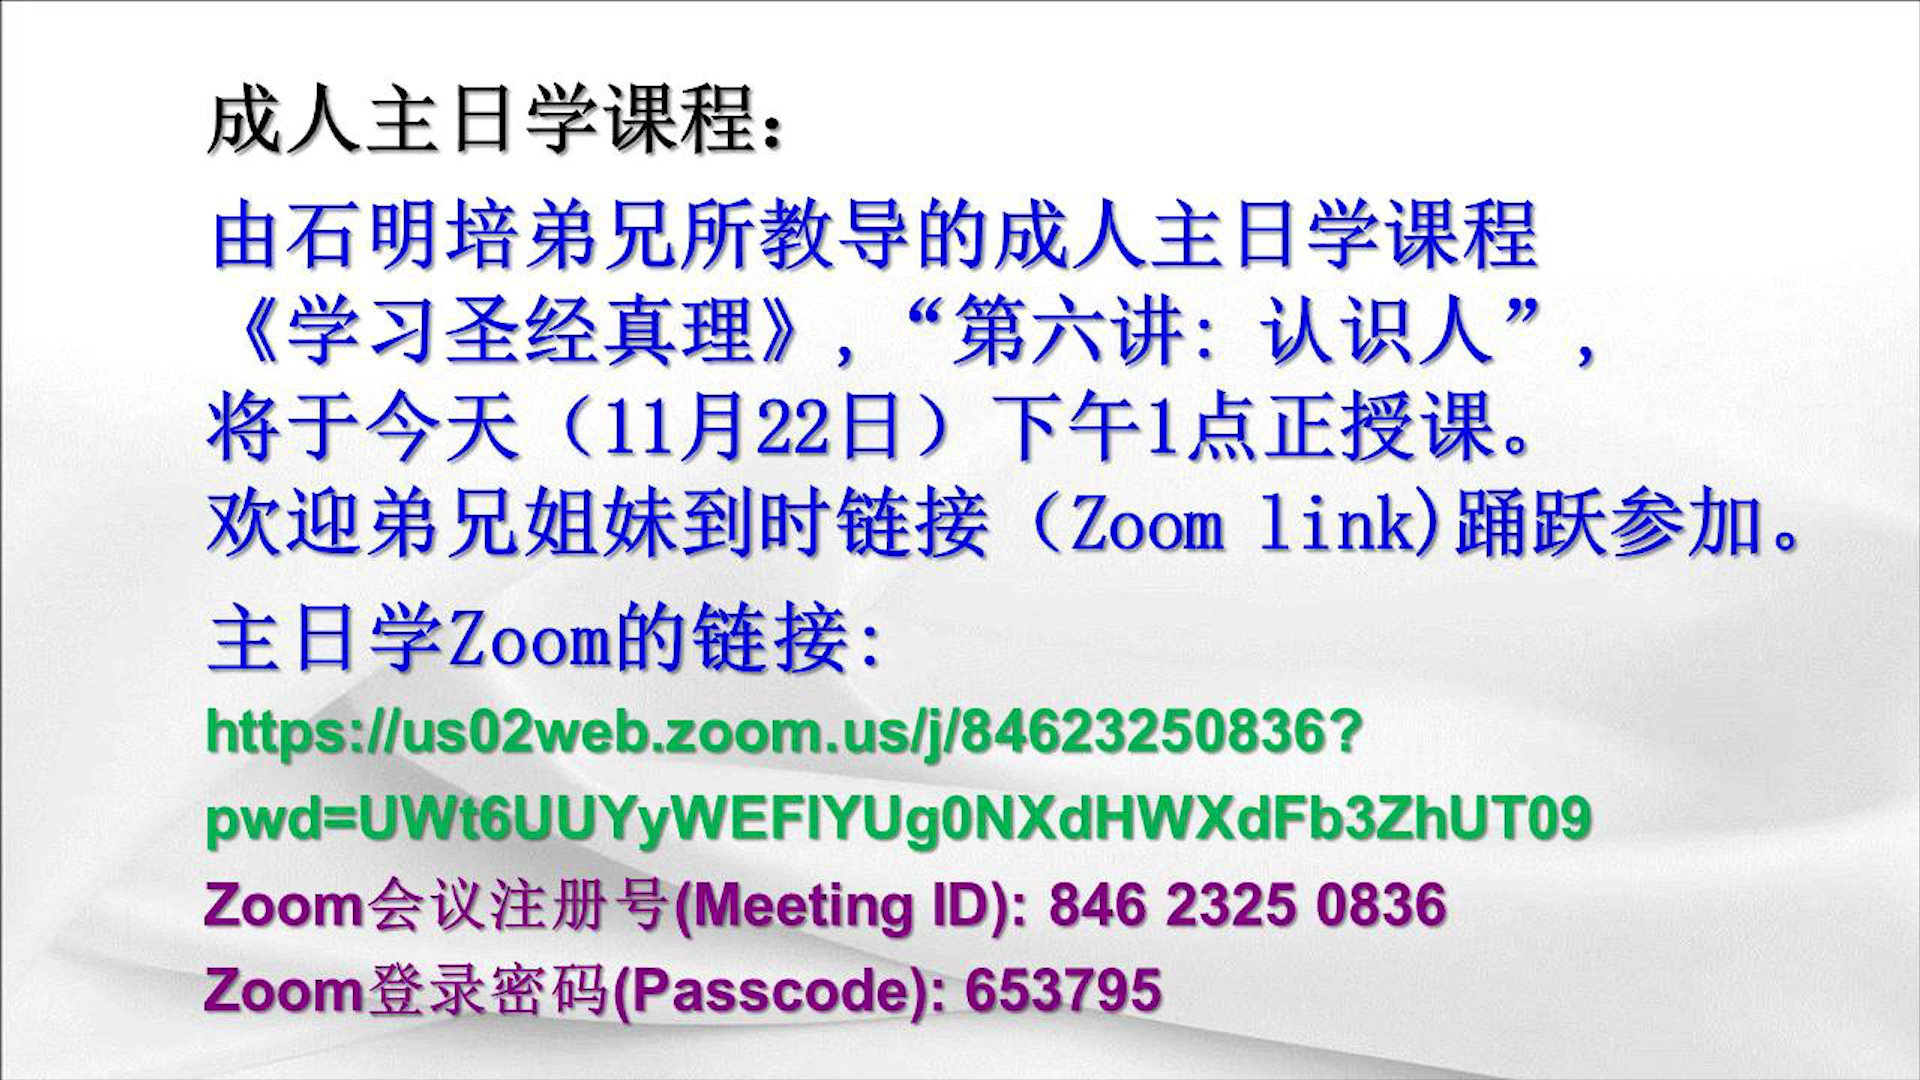 成人主日学课程：
由石明培弟兄所教导的成人主日学课程
《学习圣经真理》,“第六讲：认识人”,
将于今天（11月22日）下午1点正授课。
欢迎弟兄姐妹到时链接（Zoom link)踊跃参加。
主日学Zoom的链接:
https://us02web.zoom.us/j/84623250836?
pwd=UWt6UUYyWEFlYUg0NXdHWXdFb3ZhUT09
Zoom会议注册号(Meeting ID): 846 2325 0836
Zoom登录密码(Passcode): 653795